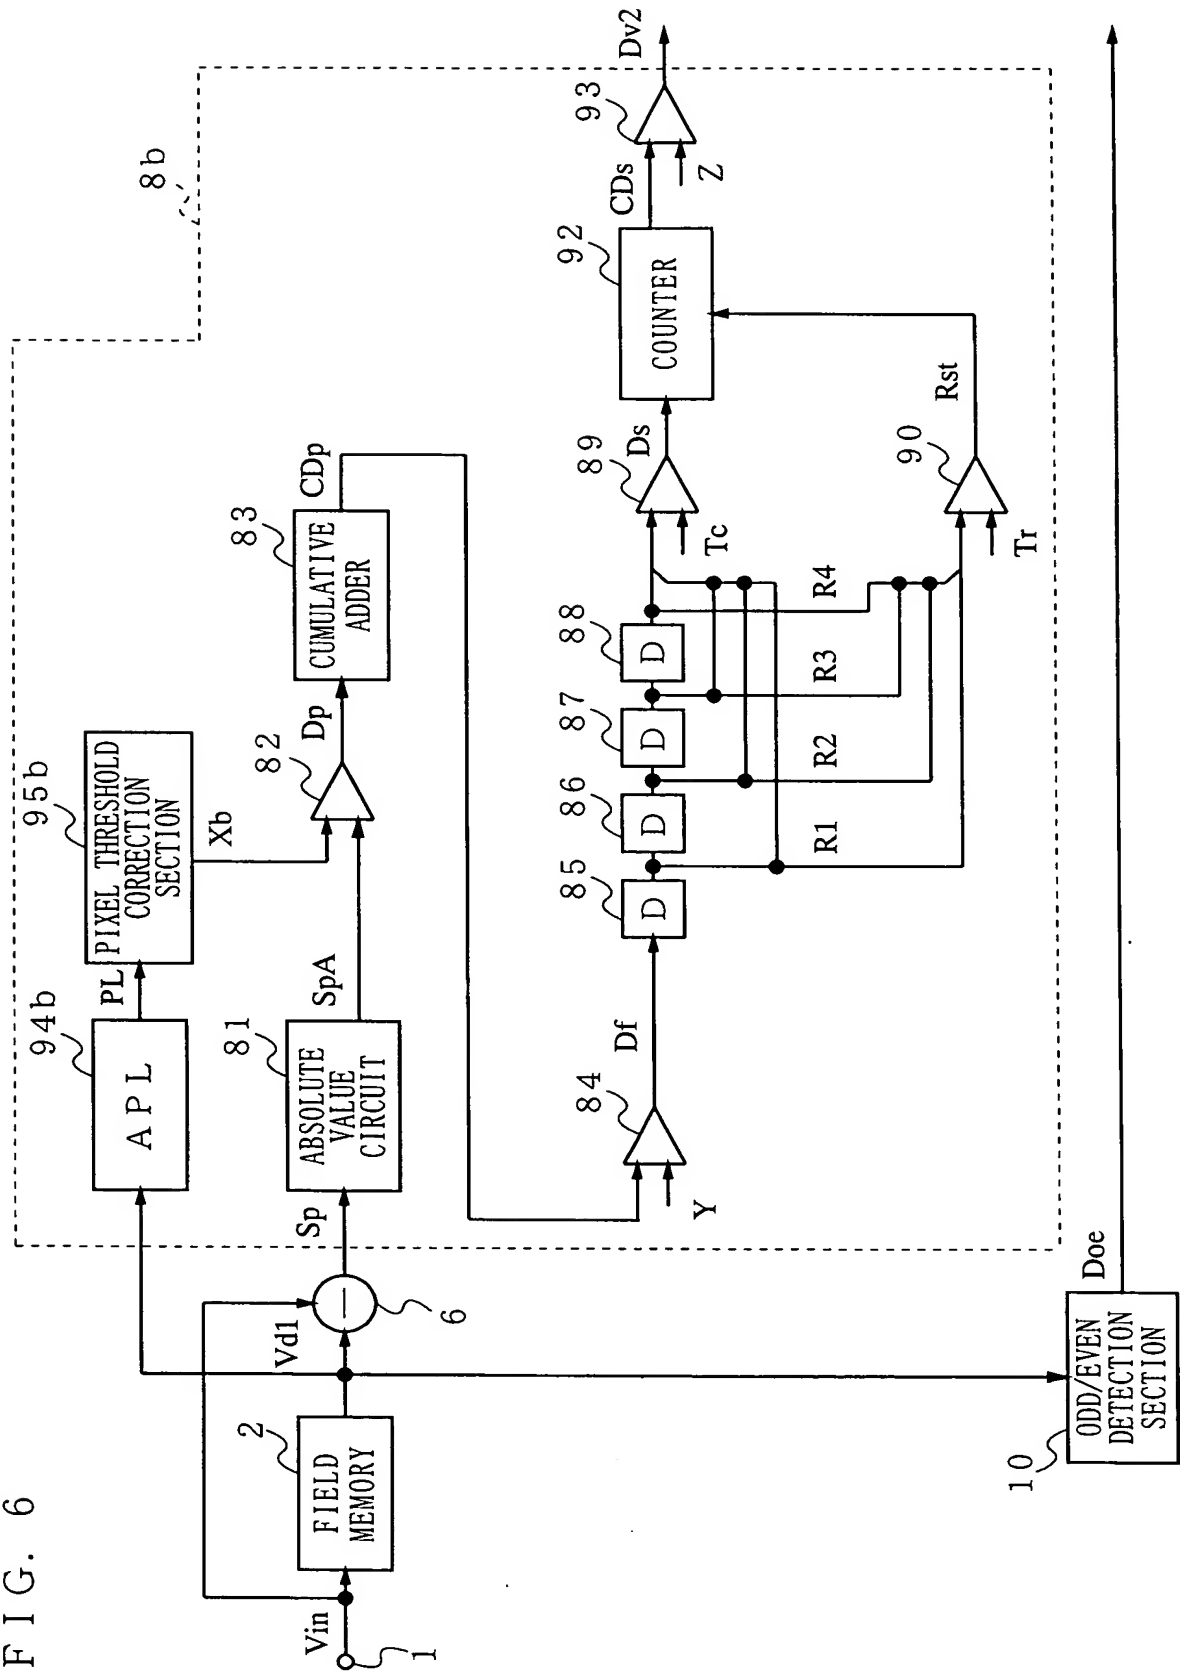 FIG. 6
8b
94b
APL
PL
95b
PIXEL THRESHOLD
CORRECTION
SECTION
Xb
81
ABSOLUTE
VALUE
CIRCUIT
SpA
82
Dp
83
CUMULATIVE
ADDER
CDp
Vin
1
2
FIELD
MEMORY
Vd1
6
Sp
84
Y
Df
85
D
86
D
87
D
88
D
R1
R2
R3
R4
89
Tc
Ds
90
Tr
Rst
92
COUNTER
CDs
93
Z
Dv2
10
ODD/EVEN
DETECTION
SECTION
Doe